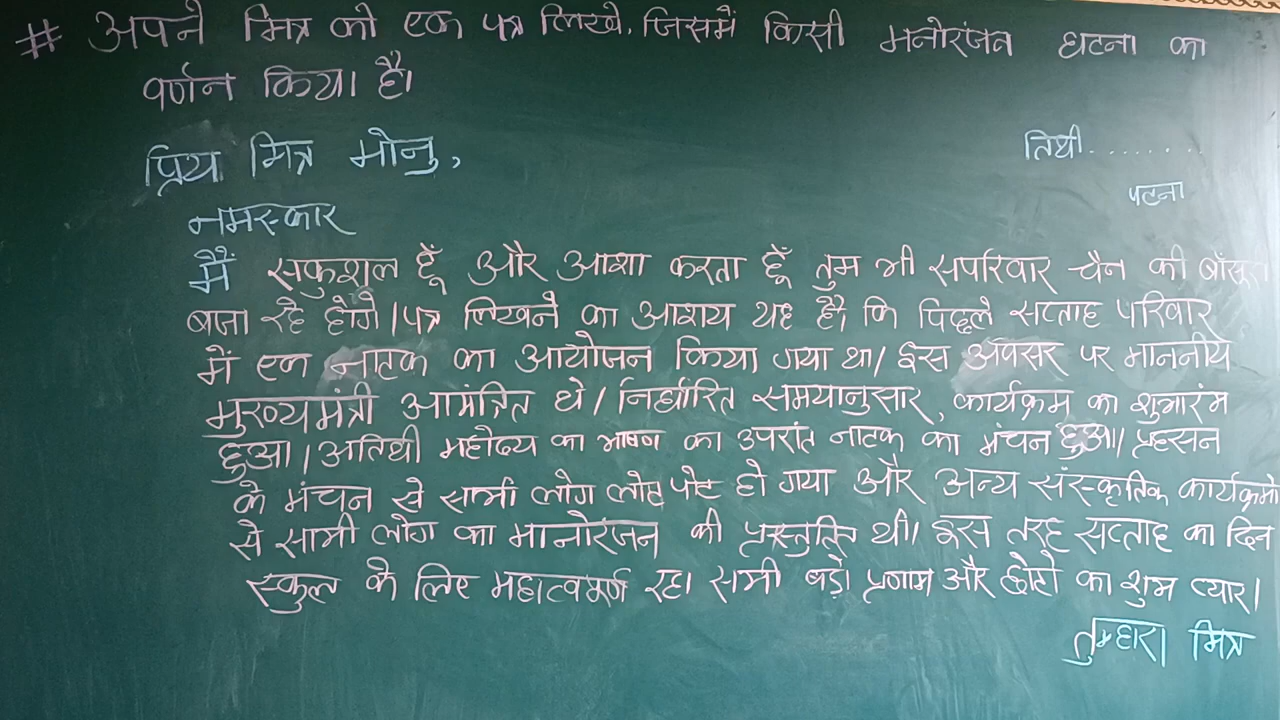 # अपने मित्र को एक पत्र लिखे, जिसमें किसी मनोरंजन घटना का
वर्णन किया है।
प्रिय मित्र मोनु,
तिथी........
पटना
नमस्कार
मैं सकुशल हूँ और आशा करता हूँ तुम भी सपरिवार चैन की बाँसुरी
बजा रहे होंगे। पत्र लिखने का आशय यह है, कि पिछले सप्ताह परिवार
में एक नाटक का आयोजन किया गया था। इस अवसर पर माननीय
मुख्यमंत्री आमंत्रित थे। निर्धारित समयानुसार, कार्यक्रम का शुभारंभ
हुआ। अतिथी महोदय का भाषण का उपरांत नाटक का मंचन हुआ। प्रहसन
के मंचन से साभी लोग लोट पोट हो गया और अन्य संस्कृतिक कार्यक्रमो
से साभी लोग का मानोरंजन की प्रस्तुति थी। इस तरह सप्ताह का दिन
स्कुल के लिए महात्वपूर्ण रहा सभी बड़ो प्रणाम और छोटो का शुभ प्यार।
तुम्हारा मित्र